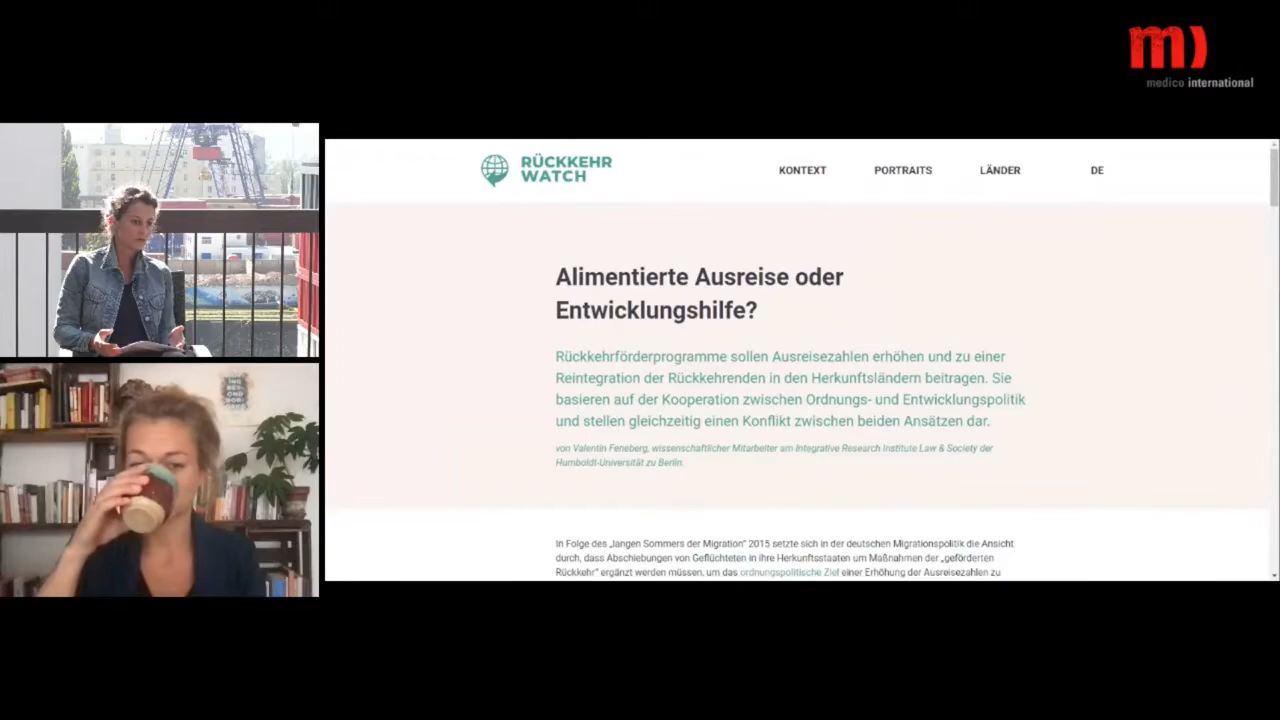 m)
medico international
RÜCKKEHR
WATCH
KONTEXT PORTRAITS LÄNDER DE
Alimentierte Ausreise oder
Entwicklungshilfe?
Rückkehrförderprogramme sollen Ausreisezahlen erhöhen und zu einer
Reintegration der Rückkehrenden in den Herkunftsländern beitragen. Sie
basieren auf der Kooperation zwischen Ordnungs- und Entwicklungspolitik
und stellen gleichzeitig einen Konflikt zwischen beiden Ansätzen dar.
von Valentin Feneberg, wissenschaftlicher Mitarbeiter am Integrative Research Institute Law & Society der
Humboldt-Universität zu Berlin.
In Folge des „langen Sommers der Migration" 2015 setzte sich in der deutschen Migrationspolitik die Ansicht
durch, dass Abschiebungen von Geflüchteten in ihre Herkunftsstaaten um Maßnahmen der „geförderten
Rückkehr" ergänzt werden müssen, um das ordnungspolitische Ziel einer Erhöhung der Ausreisezahlen zu